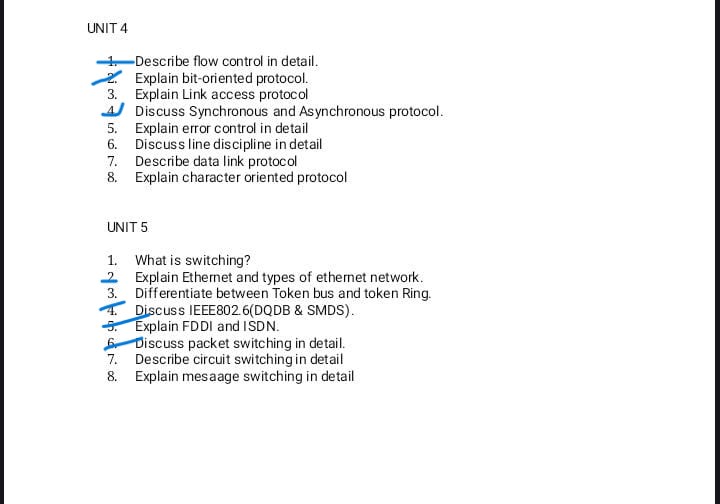 UNIT 4
1. Describe flow control in detail.
2. Explain bit-oriented protocol.
3. Explain Link access protocol
4. Discuss Synchronous and Asynchronous protocol.
5. Explain error control in detail
6. Discuss line discipline in detail
7. Describe data link protocol
8. Explain character oriented protocol
UNIT 5
1. What is switching?
2. Explain Ethernet and types of ethernet network.
3. Differentiate between Token bus and token Ring.
4. Discuss IEEE802.6(DQDB & SMDS).
5. Explain FDDI and ISDN.
6. Discuss packet switching in detail.
7. Describe circuit switching in detail
8. Explain mesaage switching in detail